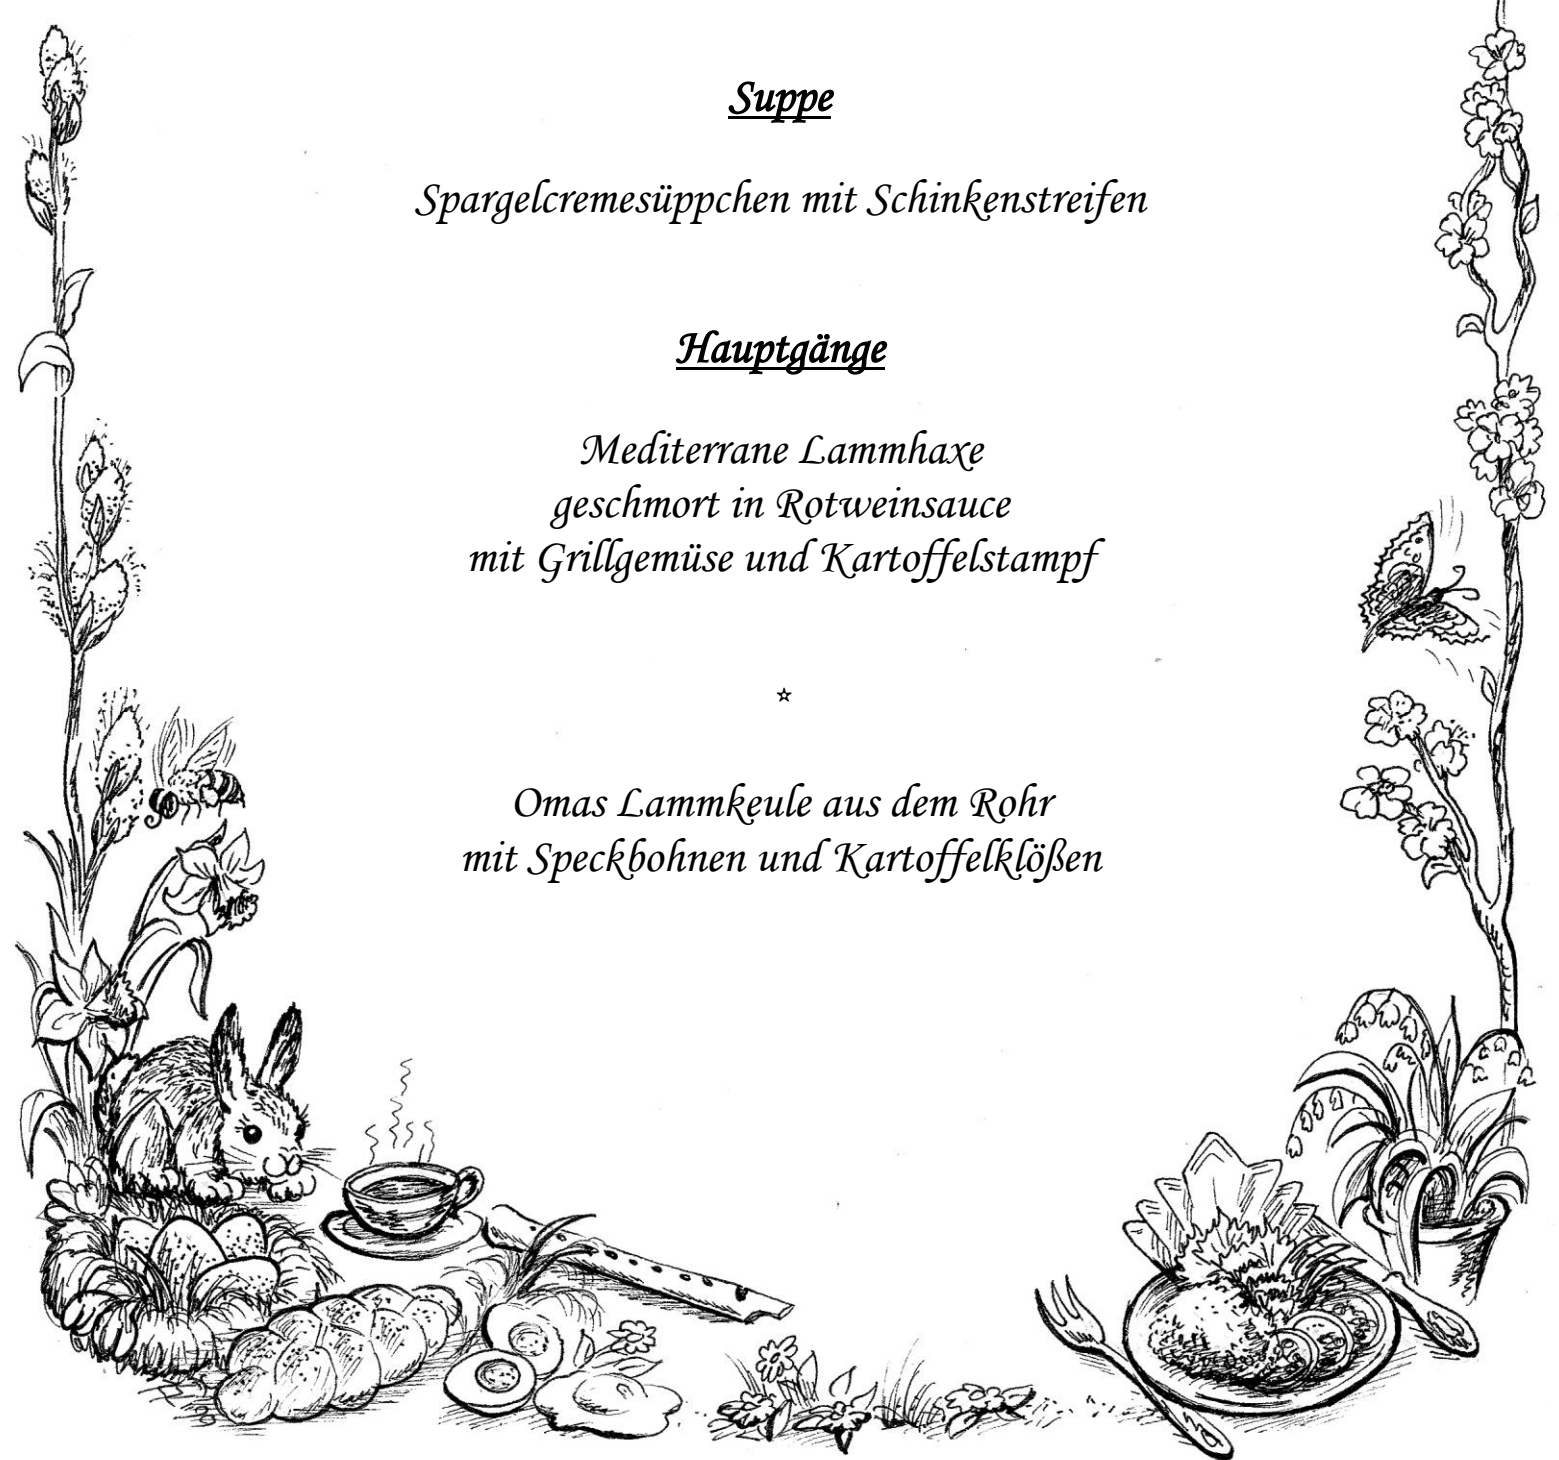 Suppe
Spargelcremesüppchen mit Schinkenstreifen
Hauptgänge
Mediterrane Lammhaxe
geschmort in Rotweinsauce
mit Grillgemüse und Kartoffelstampf
☆
Omas Lammkeule aus dem Rohr
mit Speckbohnen und Kartoffelklößen